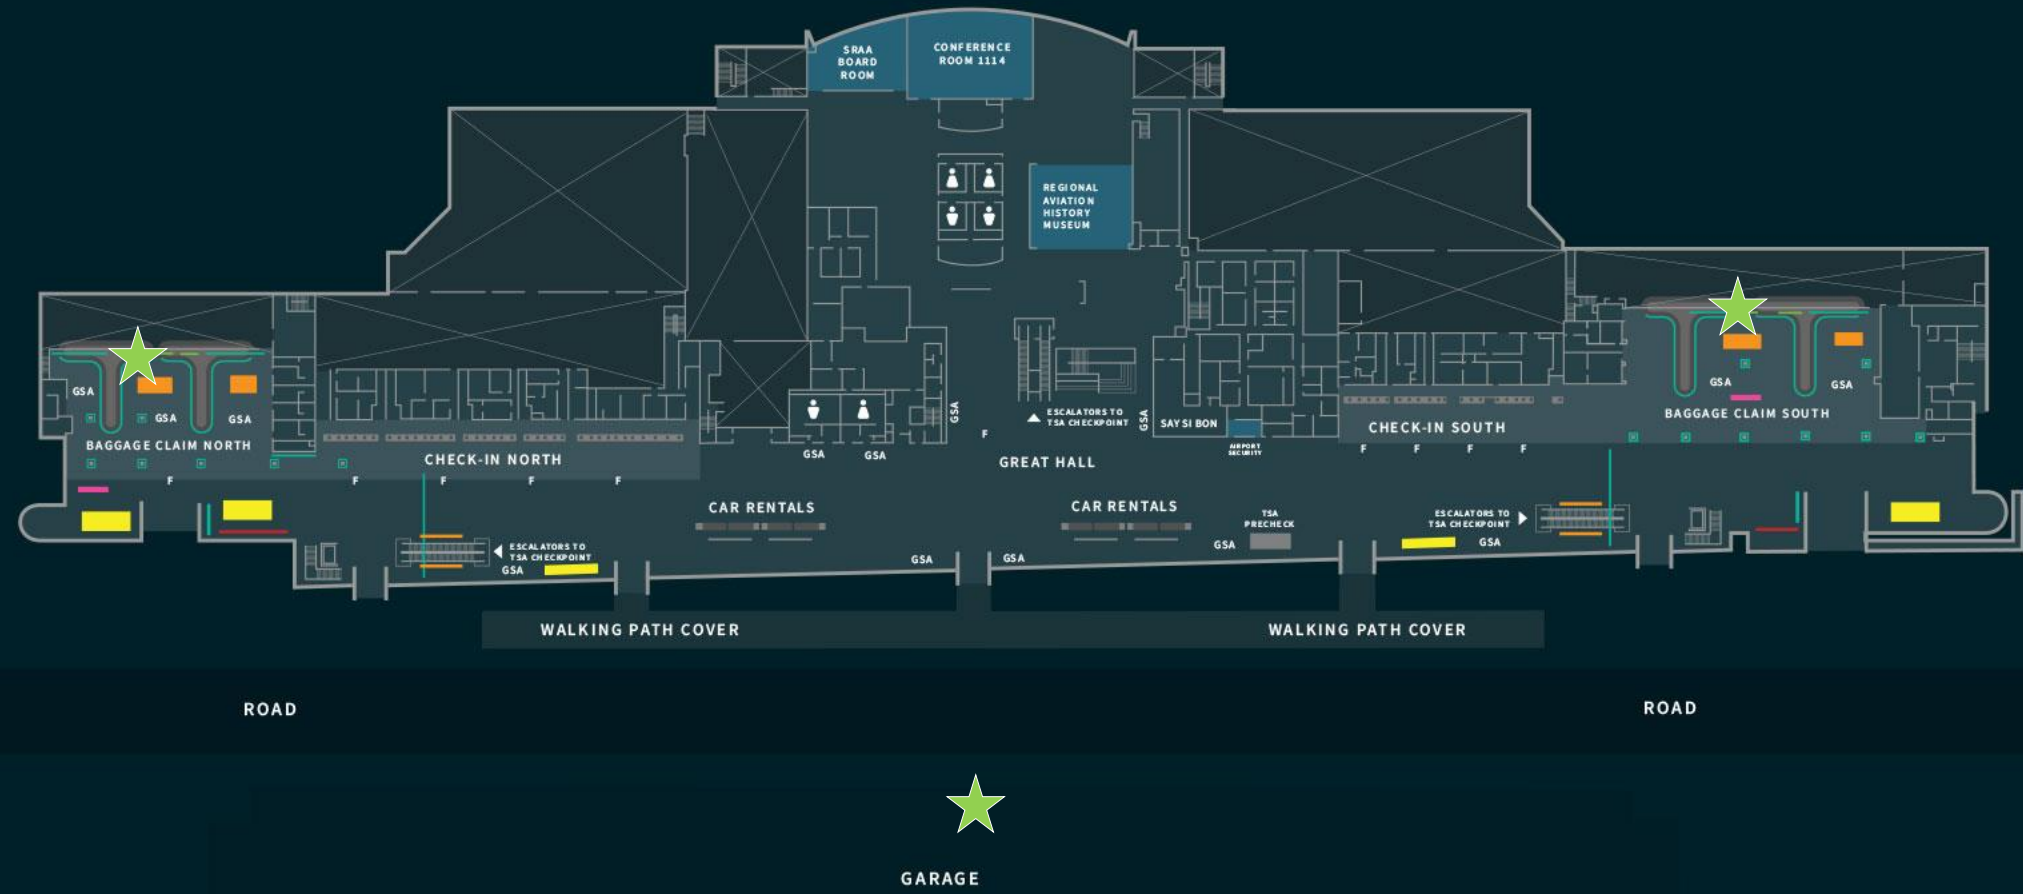 SRAA
BOARD
ROOM
CONFERENCE
ROOM 1114
REGIONAL
AVIATION
HISTORY
MUSEUM
GSA
GSA
GSA
BAGGAGE CLAIM NORTH
F
CHECK-IN NORTH
F
F
F
F
GSA
GSA
GSA
ESCALATORS TO
TSA CHECKPOINT
GSA
F
GREAT HALL
SAY SI BON
AIRPORT
SECURITY
CHECK-IN SOUTH
F
F
F
F
GSA
GSA
BAGGAGE CLAIM SOUTH
CAR RENTALS
CAR RENTALS
TSA
PRECHECK
GSA
ESCALATORS TO
TSA CHECKPOINT
GSA
ESCALATORS TO
TSA CHECKPOINT
GSA
GSA
GSA
WALKING PATH COVER
WALKING PATH COVER
ROAD
ROAD
GARAGE